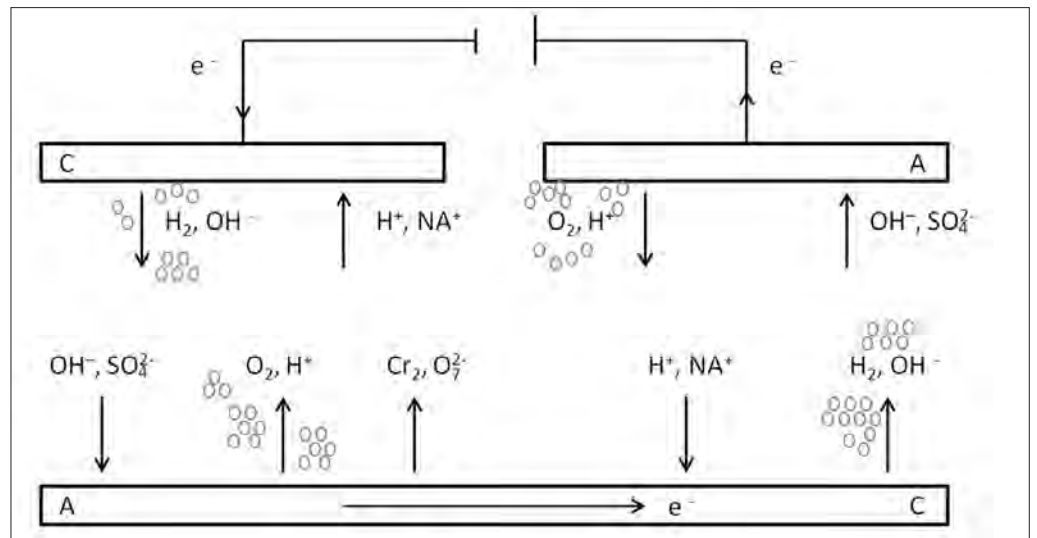 e⁻ e⁻
C A
H₂, OH⁻ H⁺, NA⁺ O₂, H⁺ OH⁻, SO₄²⁻
OH⁻, SO₄²⁻ O₂, H⁺ Cr₂, O₇²⁻ H⁺, NA⁺ H₂, OH⁻
A e⁻ C